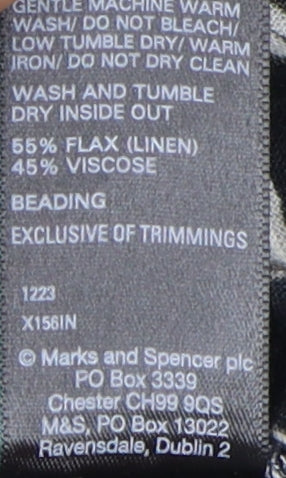 GENTLE MACHINE WARM
WASH/ DO NOT BLEACH/
LOW TUMBLE DRY/ WARM
IRON/ DO NOT DRY CLEAN
WASH AND TUMBLE
DRY INSIDE OUT
55% FLAX (LINEN)
45% VISCOSE
BEADING
EXCLUSIVE OF TRIMMINGS
1223
X156IN
© Marks and Spencer plc
PO Box 3339
Chester CH99 9QS
M&S, PO Box 13022
Ravensdale, Dublin 2